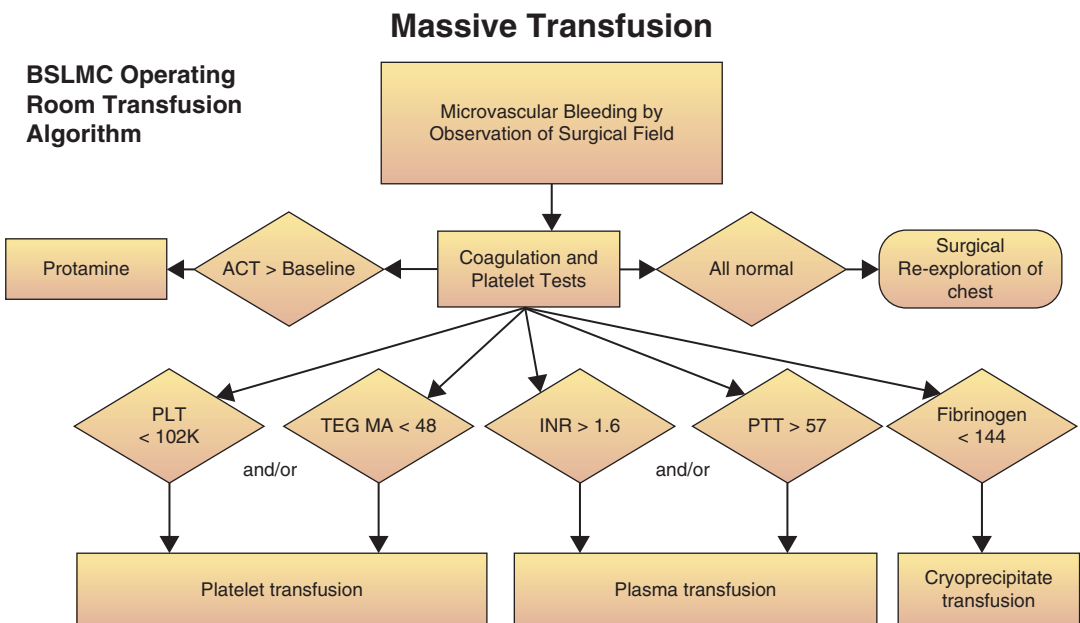 Massive Transfusion
BSLMC Operating
Room Transfusion
Algorithm
Microvascular Bleeding by
Observation of Surgical Field
Protamine
ACT > Baseline
Coagulation and
Platelet Tests
All normal
Surgical
Re-exploration of
chest
PLT
< 102K
TEG MA < 48
INR > 1.6
PTT > 57
Fibrinogen
< 144
and/or
and/or
Platelet transfusion
Plasma transfusion
Cryoprecipitate
transfusion